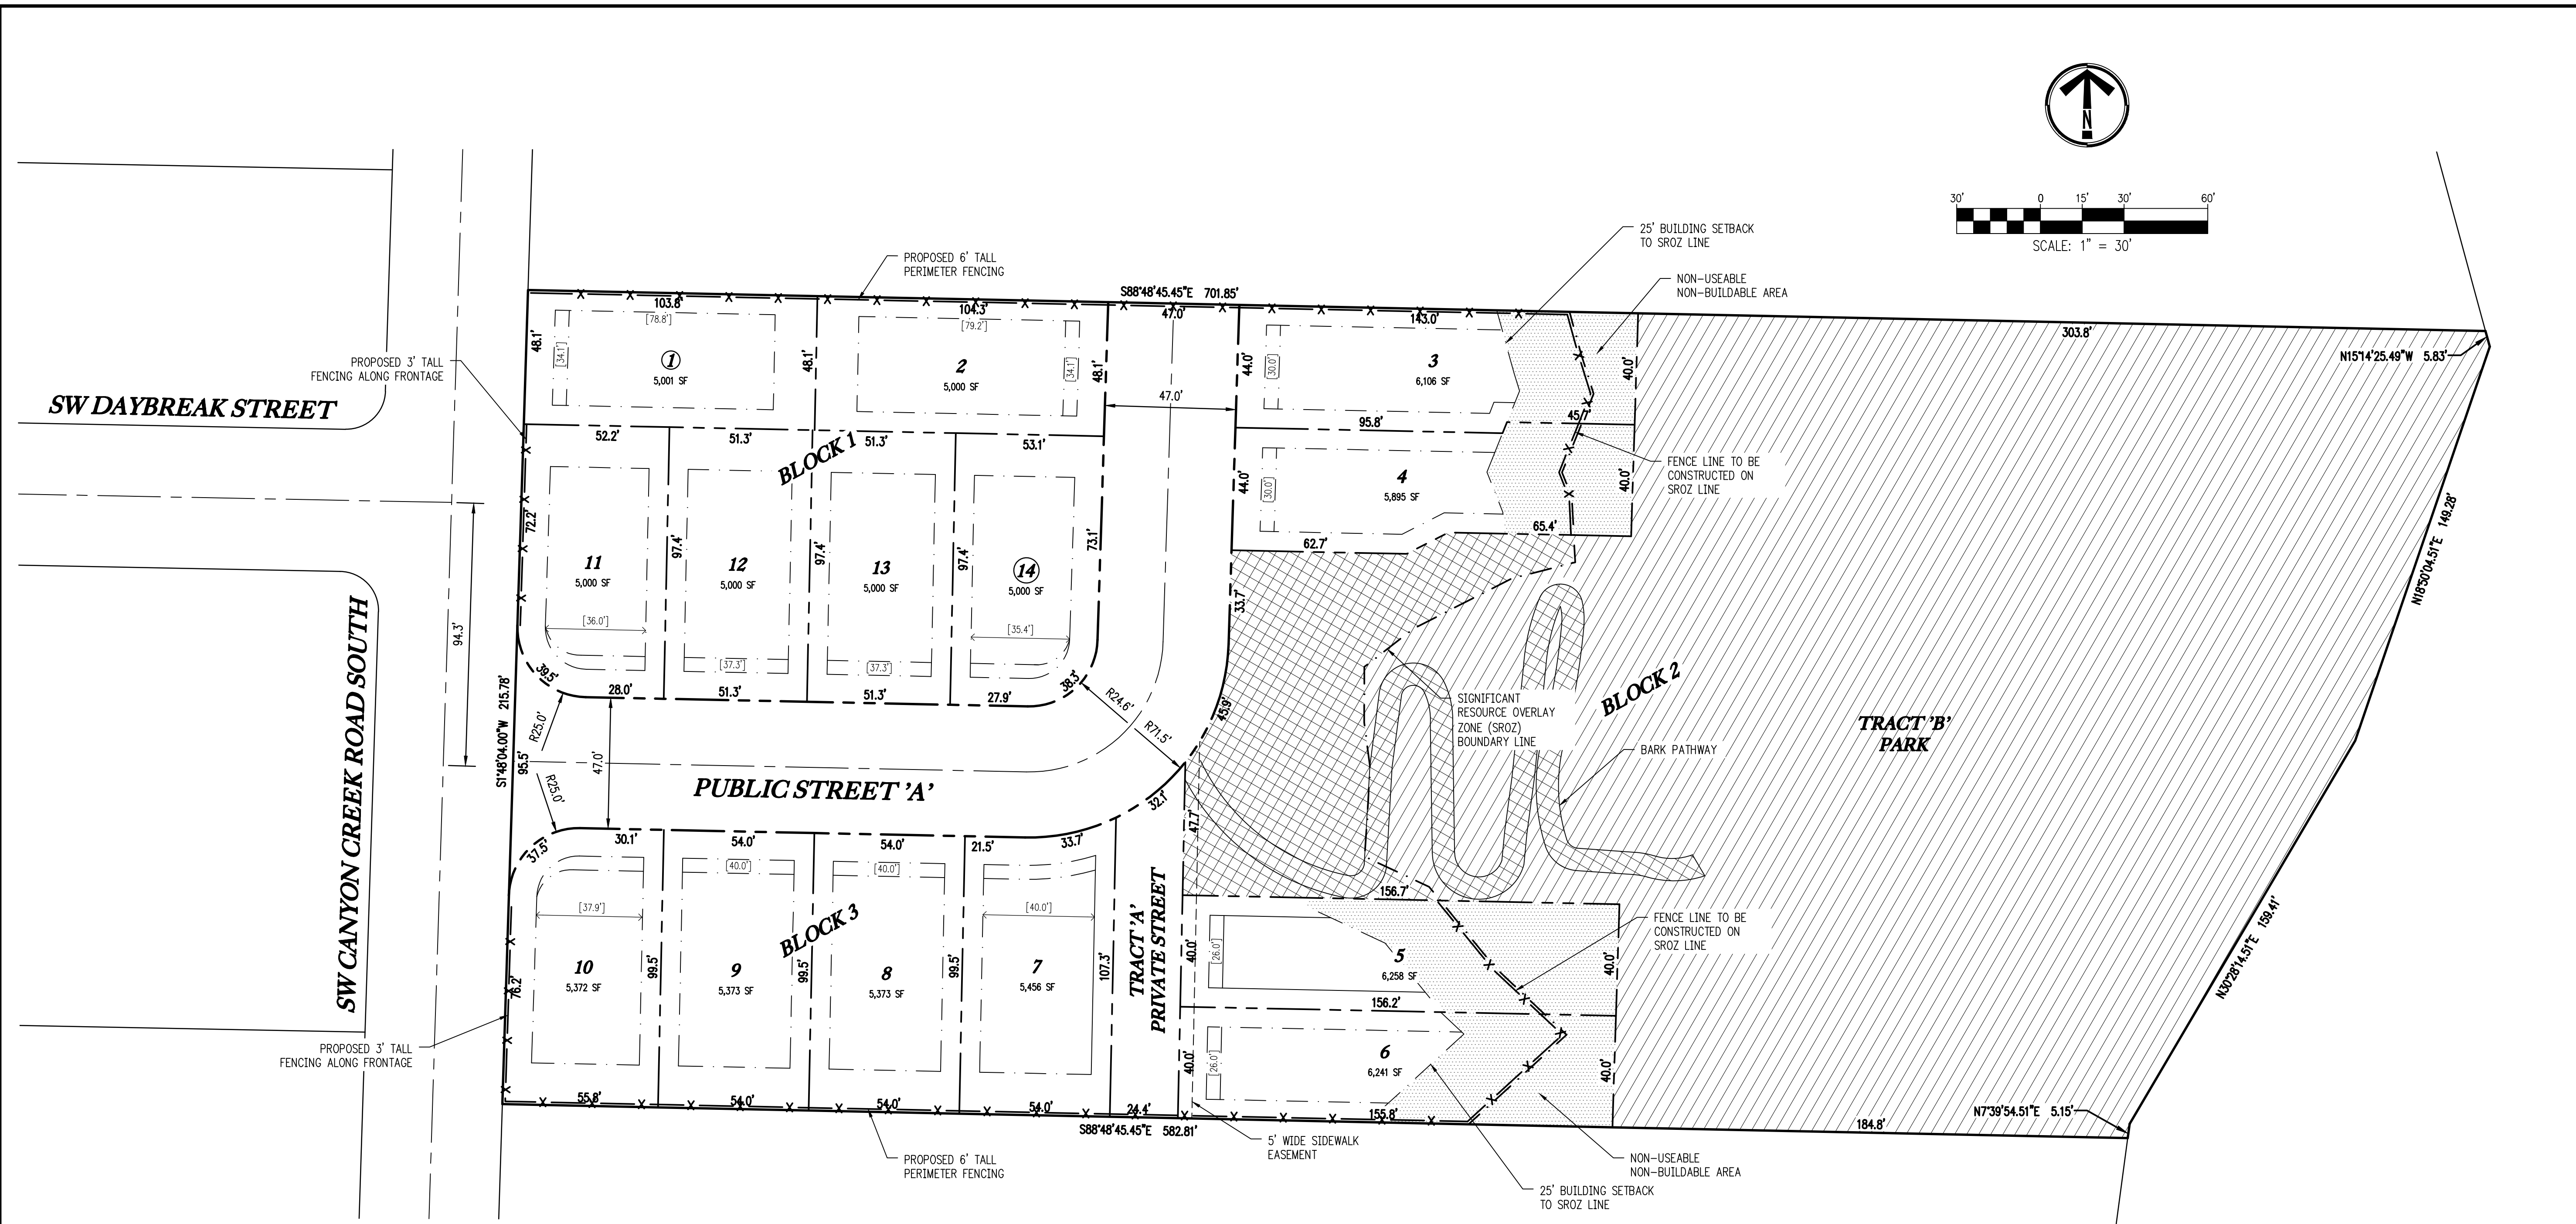 N
30'
0
15'
30'
60'
SCALE: 1" = 30'
25' BUILDING SETBACK
TO SROZ LINE
PROPOSED 6' TALL
PERIMETER FENCING
NON-USEABLE
NON-BUILDABLE AREA
S88°48'45.45"E 701.85'
103.8'
104.3'
47.0'
143.0'
303.8'
[78.8']
[79.2']
N15°14'25.49"W 5.83'
48.1'
[34.1']
1
5,001 SF
48.1'
2
5,000 SF
[34.1']
48.1'
44.0'
[30.0']
3
6,106 SF
40.0'
PROPOSED 3' TALL
FENCING ALONG FRONTAGE
SW DAYBREAK STREET
47.0'
95.8'
45.7'
52.2'
51.3'
BLOCK 1
51.3'
53.1'
44.0'
[30.0']
4
5,895 SF
40.0'
FENCE LINE TO BE
CONSTRUCTED ON
SROZ LINE
65.4'
62.7'
72.2'
11
5,000 SF
97.4'
12
5,000 SF
97.4'
13
5,000 SF
97.4'
14
5,000 SF
73.1'
33.7'
N18°50'04.51"E 149.28'
[36.0']
[37.3']
[37.3']
[35.4']
94.3'
SW CANYON CREEK ROAD SOUTH
39.5'
28.0'
51.3'
51.3'
27.9'
38.3'
R24.6'
R71.5'
45.9'
SIGNIFICANT
RESOURCE OVERLAY
ZONE (SROZ)
BOUNDARY LINE
BLOCK 2
TRACT 'B'
PARK
BARK PATHWAY
S1°48'04.00"W 215.78'
95.5'
R25.0'
R25.0'
47.0'
PUBLIC STREET 'A'
32.1'
47.7'
37.5'
30.1'
54.0'
54.0'
21.5'
33.7'
[40.0']
[40.0']
[37.9']
[40.0']
156.7'
BLOCK 3
TRACT 'A'
PRIVATE STREET
76.2'
10
5,372 SF
99.5'
9
5,373 SF
99.5'
8
5,373 SF
99.5'
7
5,456 SF
107.3'
40.0'
[26.0']
5
6,258 SF
40.0'
FENCE LINE TO BE
CONSTRUCTED ON
SROZ LINE
N30°28'14.51"E 159.41'
156.2'
40.0'
[26.0']
6
6,241 SF
40.0'
PROPOSED 3' TALL
FENCING ALONG FRONTAGE
55.8'
54.0'
54.0'
54.0'
24.4'
155.8'
184.8'
N7°39'54.51"E 5.15'
S88°48'45.45"E 582.81'
PROPOSED 6' TALL
PERIMETER FENCING
5' WIDE SIDEWALK
EASEMENT
NON-USEABLE
NON-BUILDABLE AREA
25' BUILDING SETBACK
TO SROZ LINE